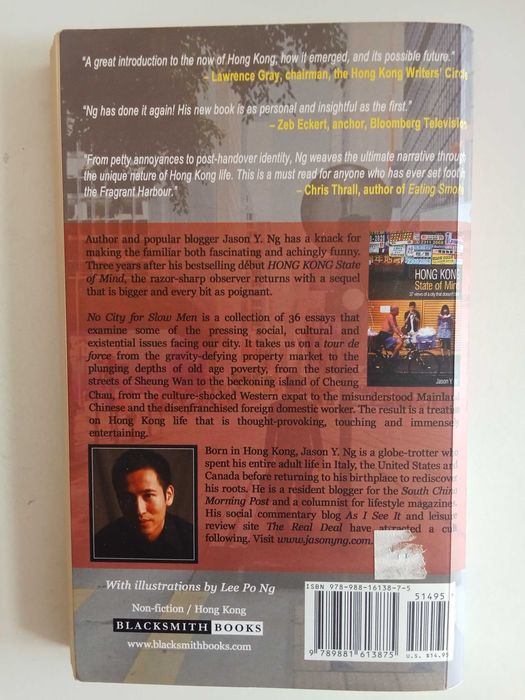 "A great introduction to the now of Hong Kong, how it emerged, and its possible future."
– Lawrence Gray, chairman, the Hong Kong Writers' Circle
"Ng has done it again! His new book is as personal and insightful as the first."
– Zeb Eckert, anchor, Bloomberg Television
"From petty annoyances to post-handover identity, Ng weaves the ultimate narrative through
the unique nature of Hong Kong life. This is a must read for anyone who has ever set foot
the Fragrant Harbour."
– Chris Thrall, author of Eating Smoke
Author and popular blogger Jason Y. Ng has a knack for
making the familiar both fascinating and achingly funny.
Three years after his bestselling début HONG KONG State
of Mind, the razor-sharp observer returns with a sequel
that is bigger and every bit as poignant.
HONG KONG
State of Mind
37 views of a city that doesn't
Jason Y
No City for Slow Men is a collection of 36 essays that
examine some of the pressing social, cultural and
existential issues facing our city. It takes us on a tour de
force from the gravity-defying property market to the
plunging depths of old age poverty, from the storied
streets of Sheung Wan to the beckoning island of Cheung
Chau, from the culture-shocked Western expat to the misunderstood Mainland
Chinese and the disenfranchised foreign domestic worker. The result is a treatise
on Hong Kong life that is thought-provoking, touching and immensely
entertaining.
Born in Hong Kong, Jason Y. Ng is a globe-trotter who
spent his entire adult life in Italy, the United States and
Canada before returning to his birthplace to rediscover
his roots. He is a resident blogger for the South China
Morning Post and a columnist for lifestyle magazines.
His social commentary blog As I See It and leisure
review site The Real Deal have attracted a cult
following. Visit www.jasonyng.com.
With illustrations by Lee Po Ng
Non-fiction / Hong Kong
BLACKSMITH BOOKS
www.blacksmithbooks.com
ISBN 978-988-16138-7-5
51495
9 789881 613875
U.S. $14.95